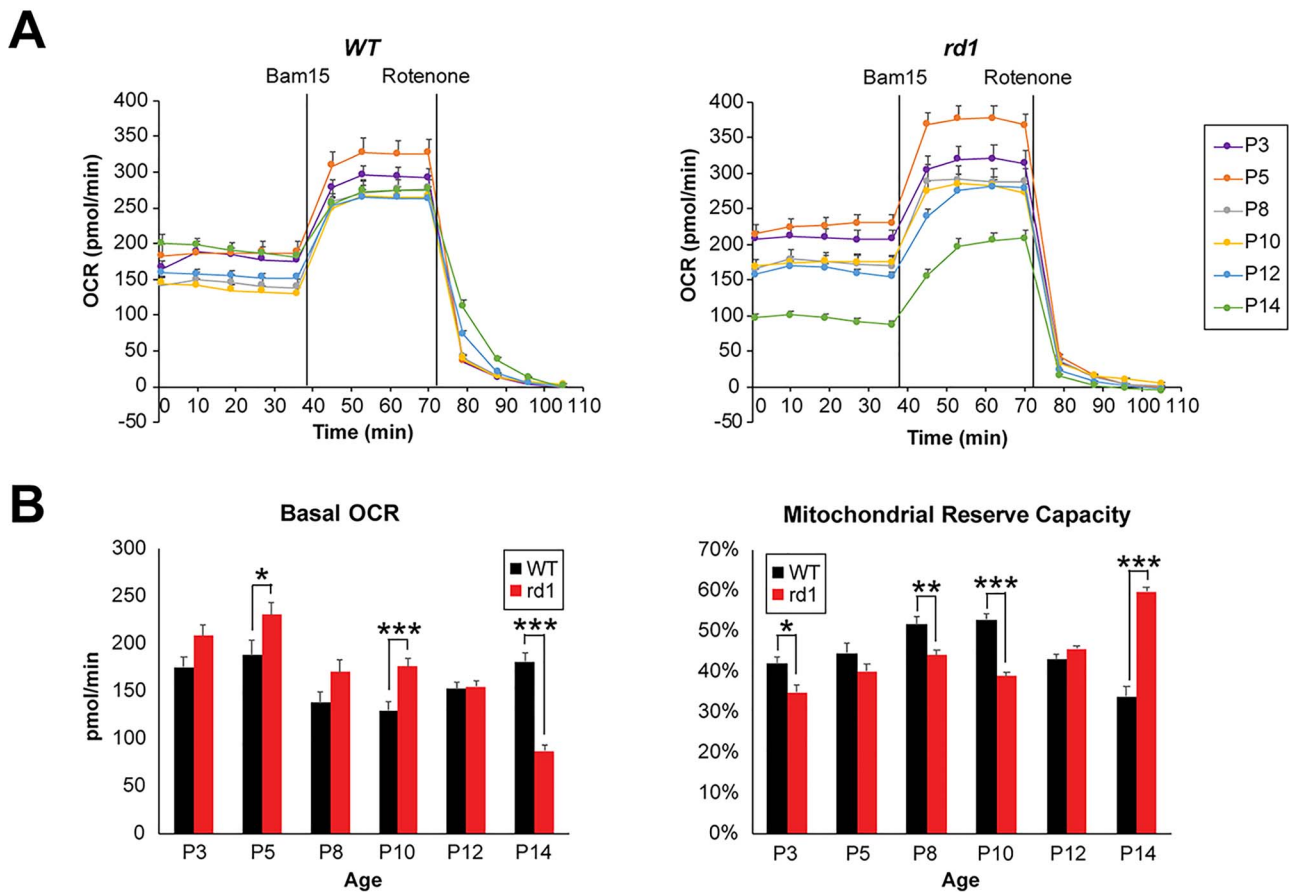 A
WT
Bam15
Rotenone
400
350
300
250
200
150
100
50
0
-50
OCR (pmol/min)
0 10 20 30 40 50 60 70 80 90 100 110
Time (min)
rd1
Bam15
Rotenone
400
350
300
250
200
150
100
50
0
-50
OCR (pmol/min)
0 10 20 30 40 50 60 70 80 90 100 110
Time (min)
P3
P5
P8
P10
P12
P14
B
Basal OCR
300
250
200
150
100
50
0
pmol/min
WT
rd1
*
***
***
P3 P5 P8 P10 P12 P14
Age
Mitochondrial Reserve Capacity
70%
60%
50%
40%
30%
20%
10%
0%
WT
rd1
*
**
***
***
P3 P5 P8 P10 P12 P14
Age